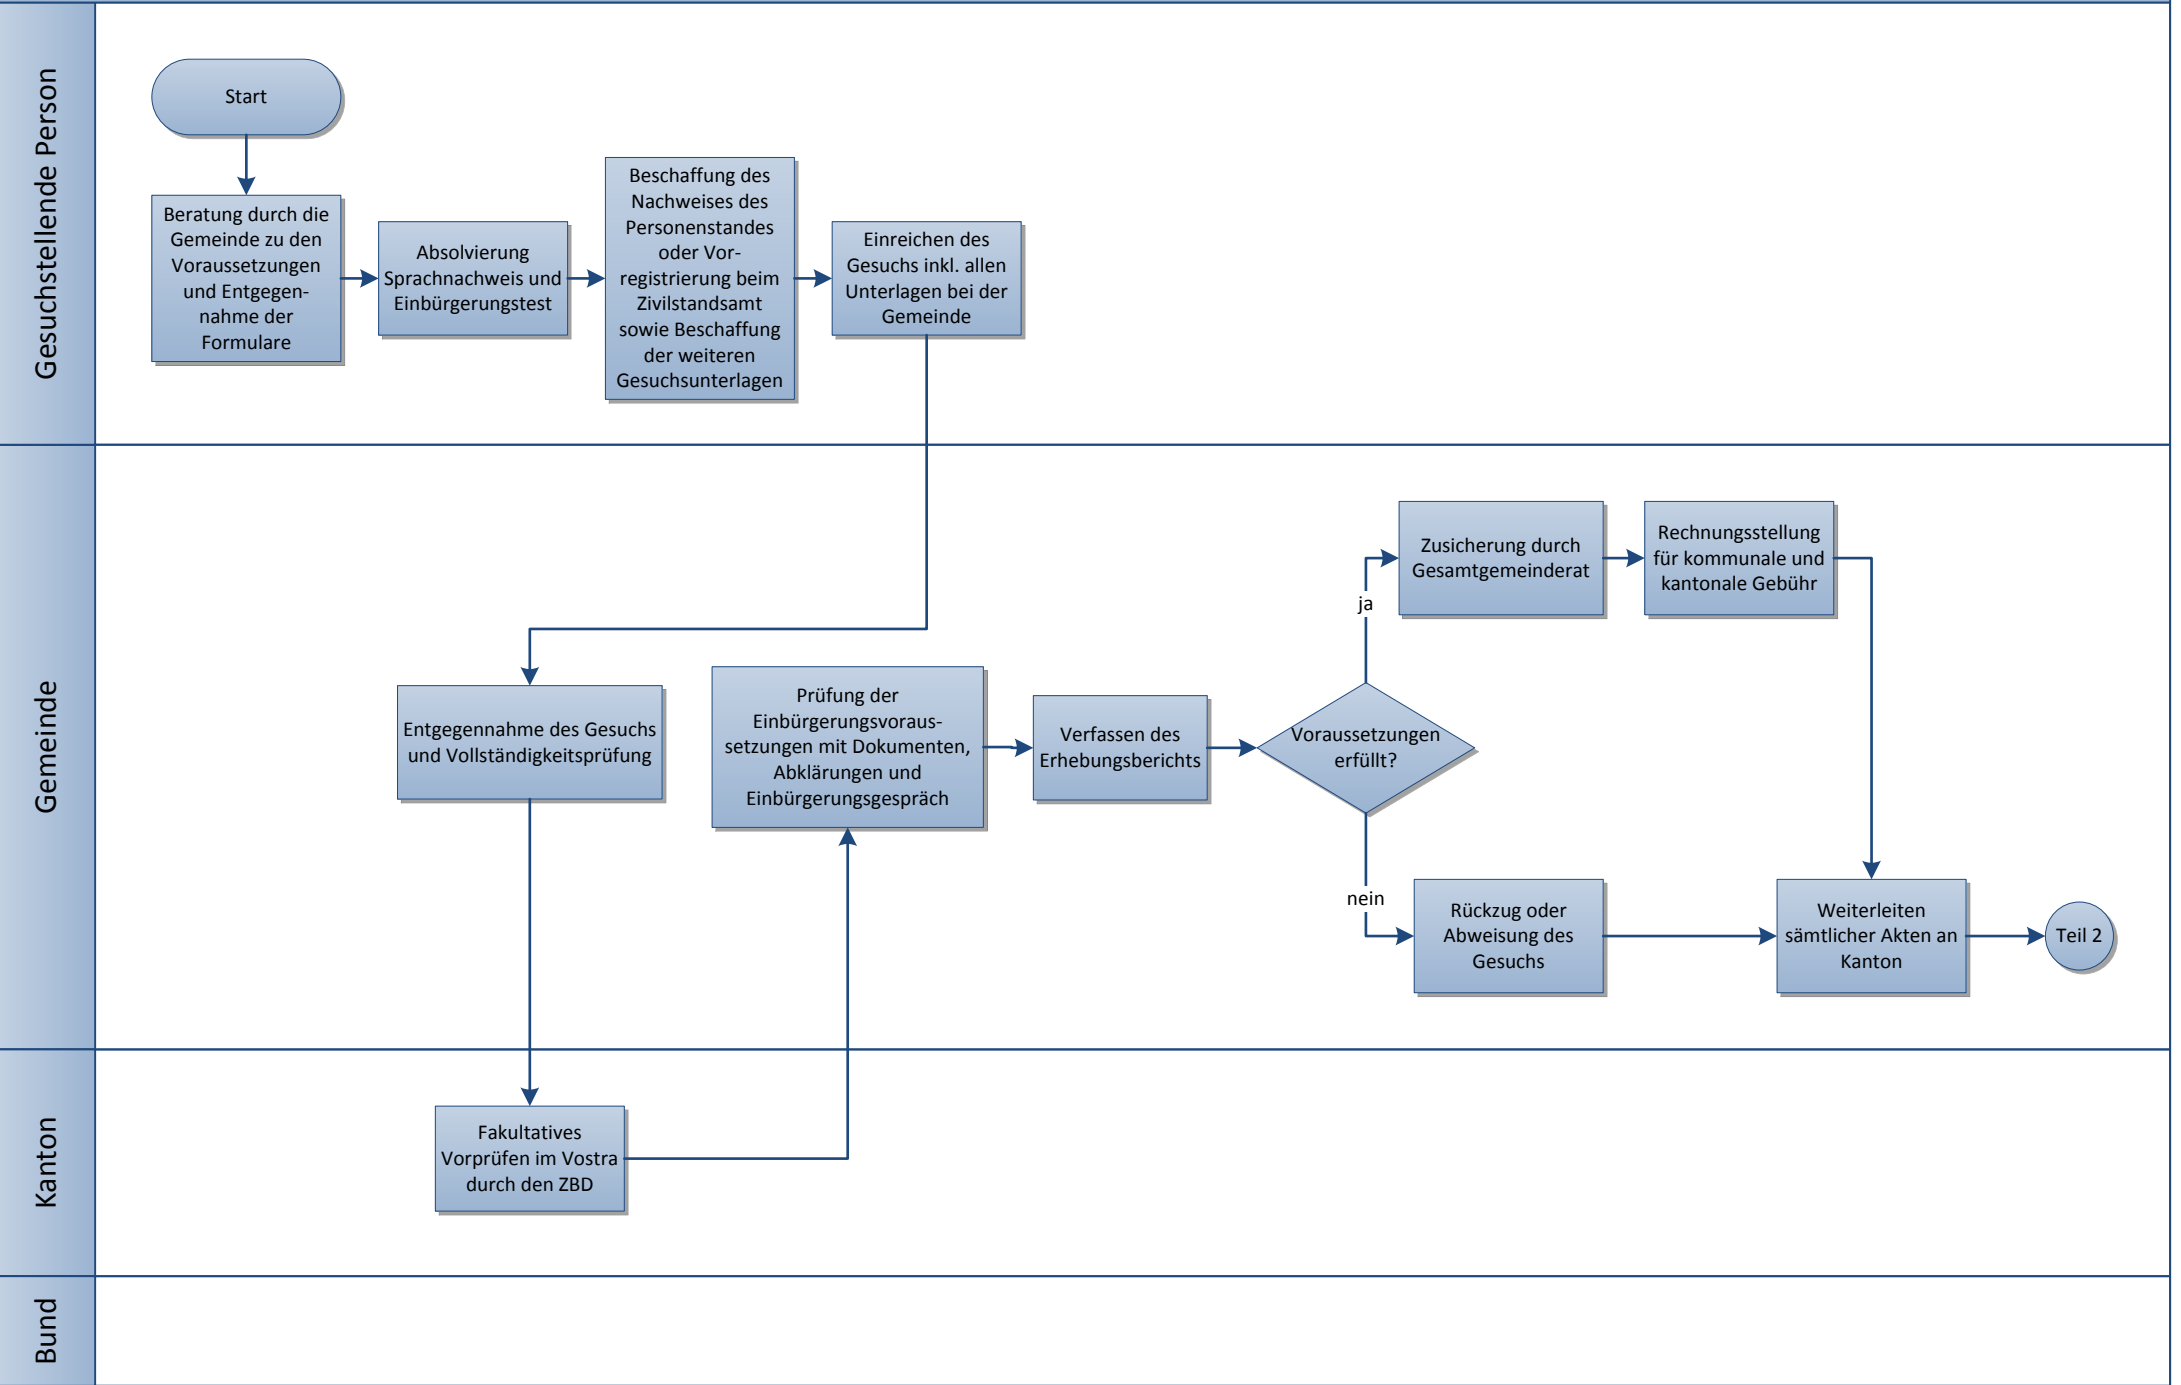 Gesuchstellende Person
Start
Beratung durch die
Gemeinde zu den
Voraussetzungen
und Entgegen-
nahme der
Formulare
Absolvierung
Sprachnachweis und
Einbürgerungstest
Beschaffung des
Nachweises des
Personenstandes
oder Vor-
registrierung beim
Zivilstandsamt
sowie Beschaffung
der weiteren
Gesuchsunterlagen
Einreichen des
Gesuchs inkl. allen
Unterlagen bei der
Gemeinde
Gemeinde
Entgegennahme des Gesuchs
und Vollständigkeitsprüfung
Prüfung der
Einbürgerungsvoraus-
setzungen mit Dokumenten,
Abklärungen und
Einbürgerungsgespräch
Verfassen des
Erhebungsberichts
Voraussetzungen
erfüllt?
ja
Zusicherung durch
Gesamtgemeinderat
Rechnungsstellung
für kommunale und
kantonale Gebühr
nein
Rückzug oder
Abweisung des
Gesuchs
Weiterleiten
sämtlicher Akten an
Kanton
Teil 2
Kanton
Fakultatives
Vorprüfen im Vostra
durch den ZBD
Bund